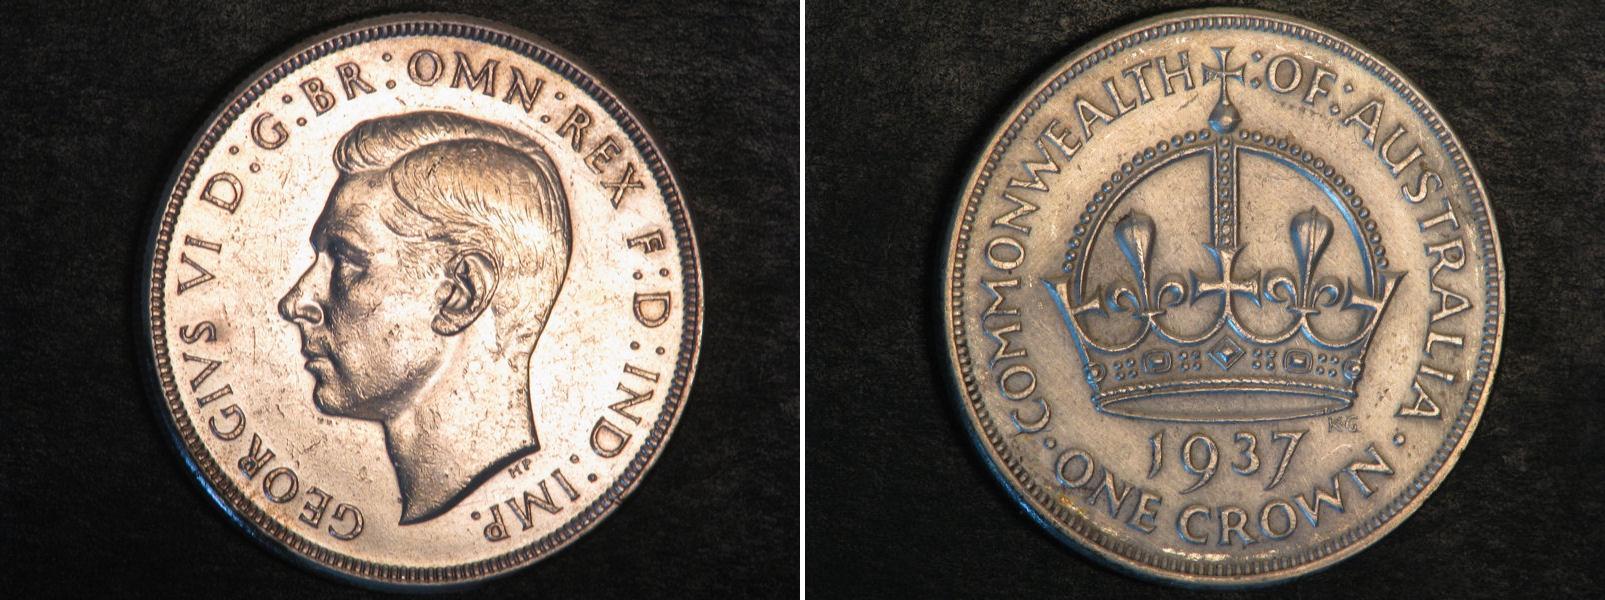 GEORGIVS VI D:G:BR:OMN:REX F:D:IND:IMP.
HP
COMMONWEALTH OF AUSTRALIA
KG
1937
ONE CROWN